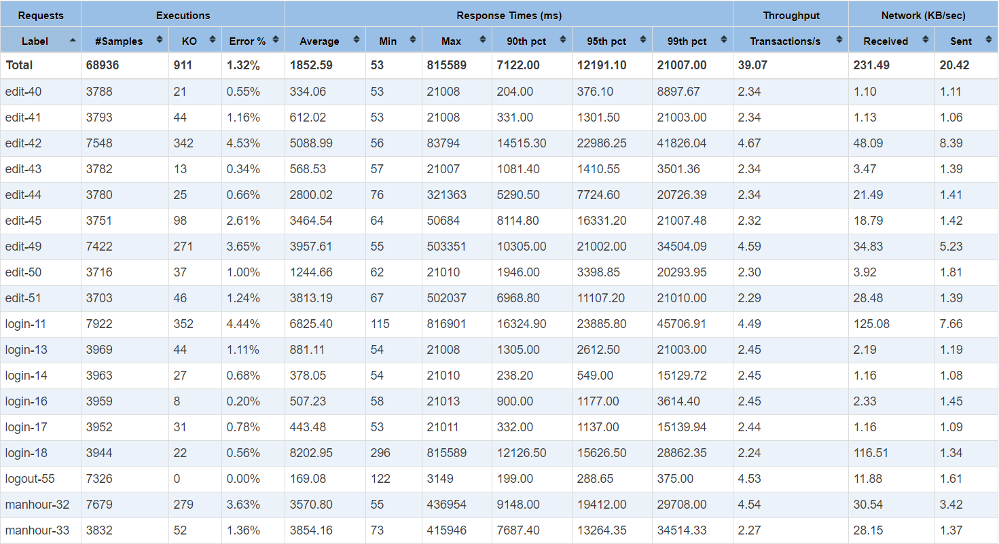 Requests Executions Response Times (ms) Throughput Network (KB/sec)
Label #Samples KO Error % Average Min Max 90th pct 95th pct 99th pct Transactions/s Received Sent
Total 68936 911 1.32% 1852.59 53 815589 7122.00 12191.10 21007.00 39.07 231.49 20.42
edit-40 3788 21 0.55% 334.06 53 21008 204.00 376.10 8897.67 2.34 1.10 1.11
edit-41 3793 44 1.16% 612.02 53 21008 331.00 1301.50 21003.00 2.34 1.13 1.06
edit-42 7548 342 4.53% 5088.99 56 83794 14515.30 22986.25 41826.04 4.67 48.09 8.39
edit-43 3782 13 0.34% 568.53 57 21007 1081.40 1410.55 3501.36 2.34 3.47 1.39
edit-44 3780 25 0.66% 2800.02 76 321363 5290.50 7724.60 20726.39 2.34 21.49 1.41
edit-45 3751 98 2.61% 3464.54 64 50684 8114.80 16331.20 21007.48 2.32 18.79 1.42
edit-49 7422 271 3.65% 3957.61 55 503351 10305.00 21002.00 34504.09 4.59 34.83 5.23
edit-50 3716 37 1.00% 1244.66 62 21010 1946.00 3398.85 20293.95 2.30 3.92 1.81
edit-51 3703 46 1.24% 3813.19 67 502037 6968.80 11107.20 21010.00 2.29 28.48 1.39
login-11 7922 352 4.44% 6825.40 115 816901 16324.90 23885.80 45706.91 4.49 125.08 7.66
login-13 3969 44 1.11% 881.11 54 21008 1305.00 2612.50 21003.00 2.45 2.19 1.19
login-14 3963 27 0.68% 378.05 54 21010 238.20 549.00 15129.72 2.45 1.16 1.08
login-16 3959 8 0.20% 507.23 58 21013 900.00 1177.00 3614.40 2.45 2.33 1.45
login-17 3952 31 0.78% 443.48 53 21011 332.00 1137.00 15139.94 2.44 1.16 1.09
login-18 3944 22 0.56% 8202.95 296 815589 12126.50 15626.50 28862.35 2.24 116.51 1.34
logout-55 7326 0 0.00% 169.08 122 3149 199.00 288.65 375.00 4.53 11.88 1.61
manhour-32 7679 279 3.63% 3570.80 55 436954 9148.00 19412.00 29708.00 4.54 30.54 3.42
manhour-33 3832 52 1.36% 3854.16 73 415946 7687.40 13264.35 34514.33 2.27 28.15 1.37